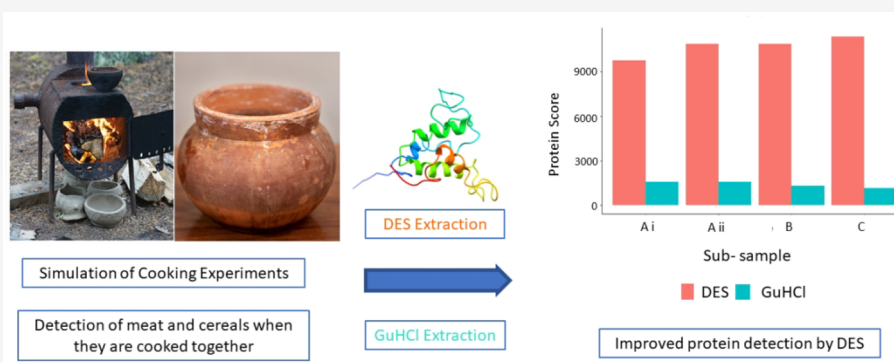 Simulation of Cooking Experiments
Detection of meat and cereals when
they are cooked together
DES Extraction
GuHCl Extraction
Protein Score
9000
6000
3000
0
A i
A ii
B
C
Sub- sample
DES
GuHCl
Improved protein detection by DES